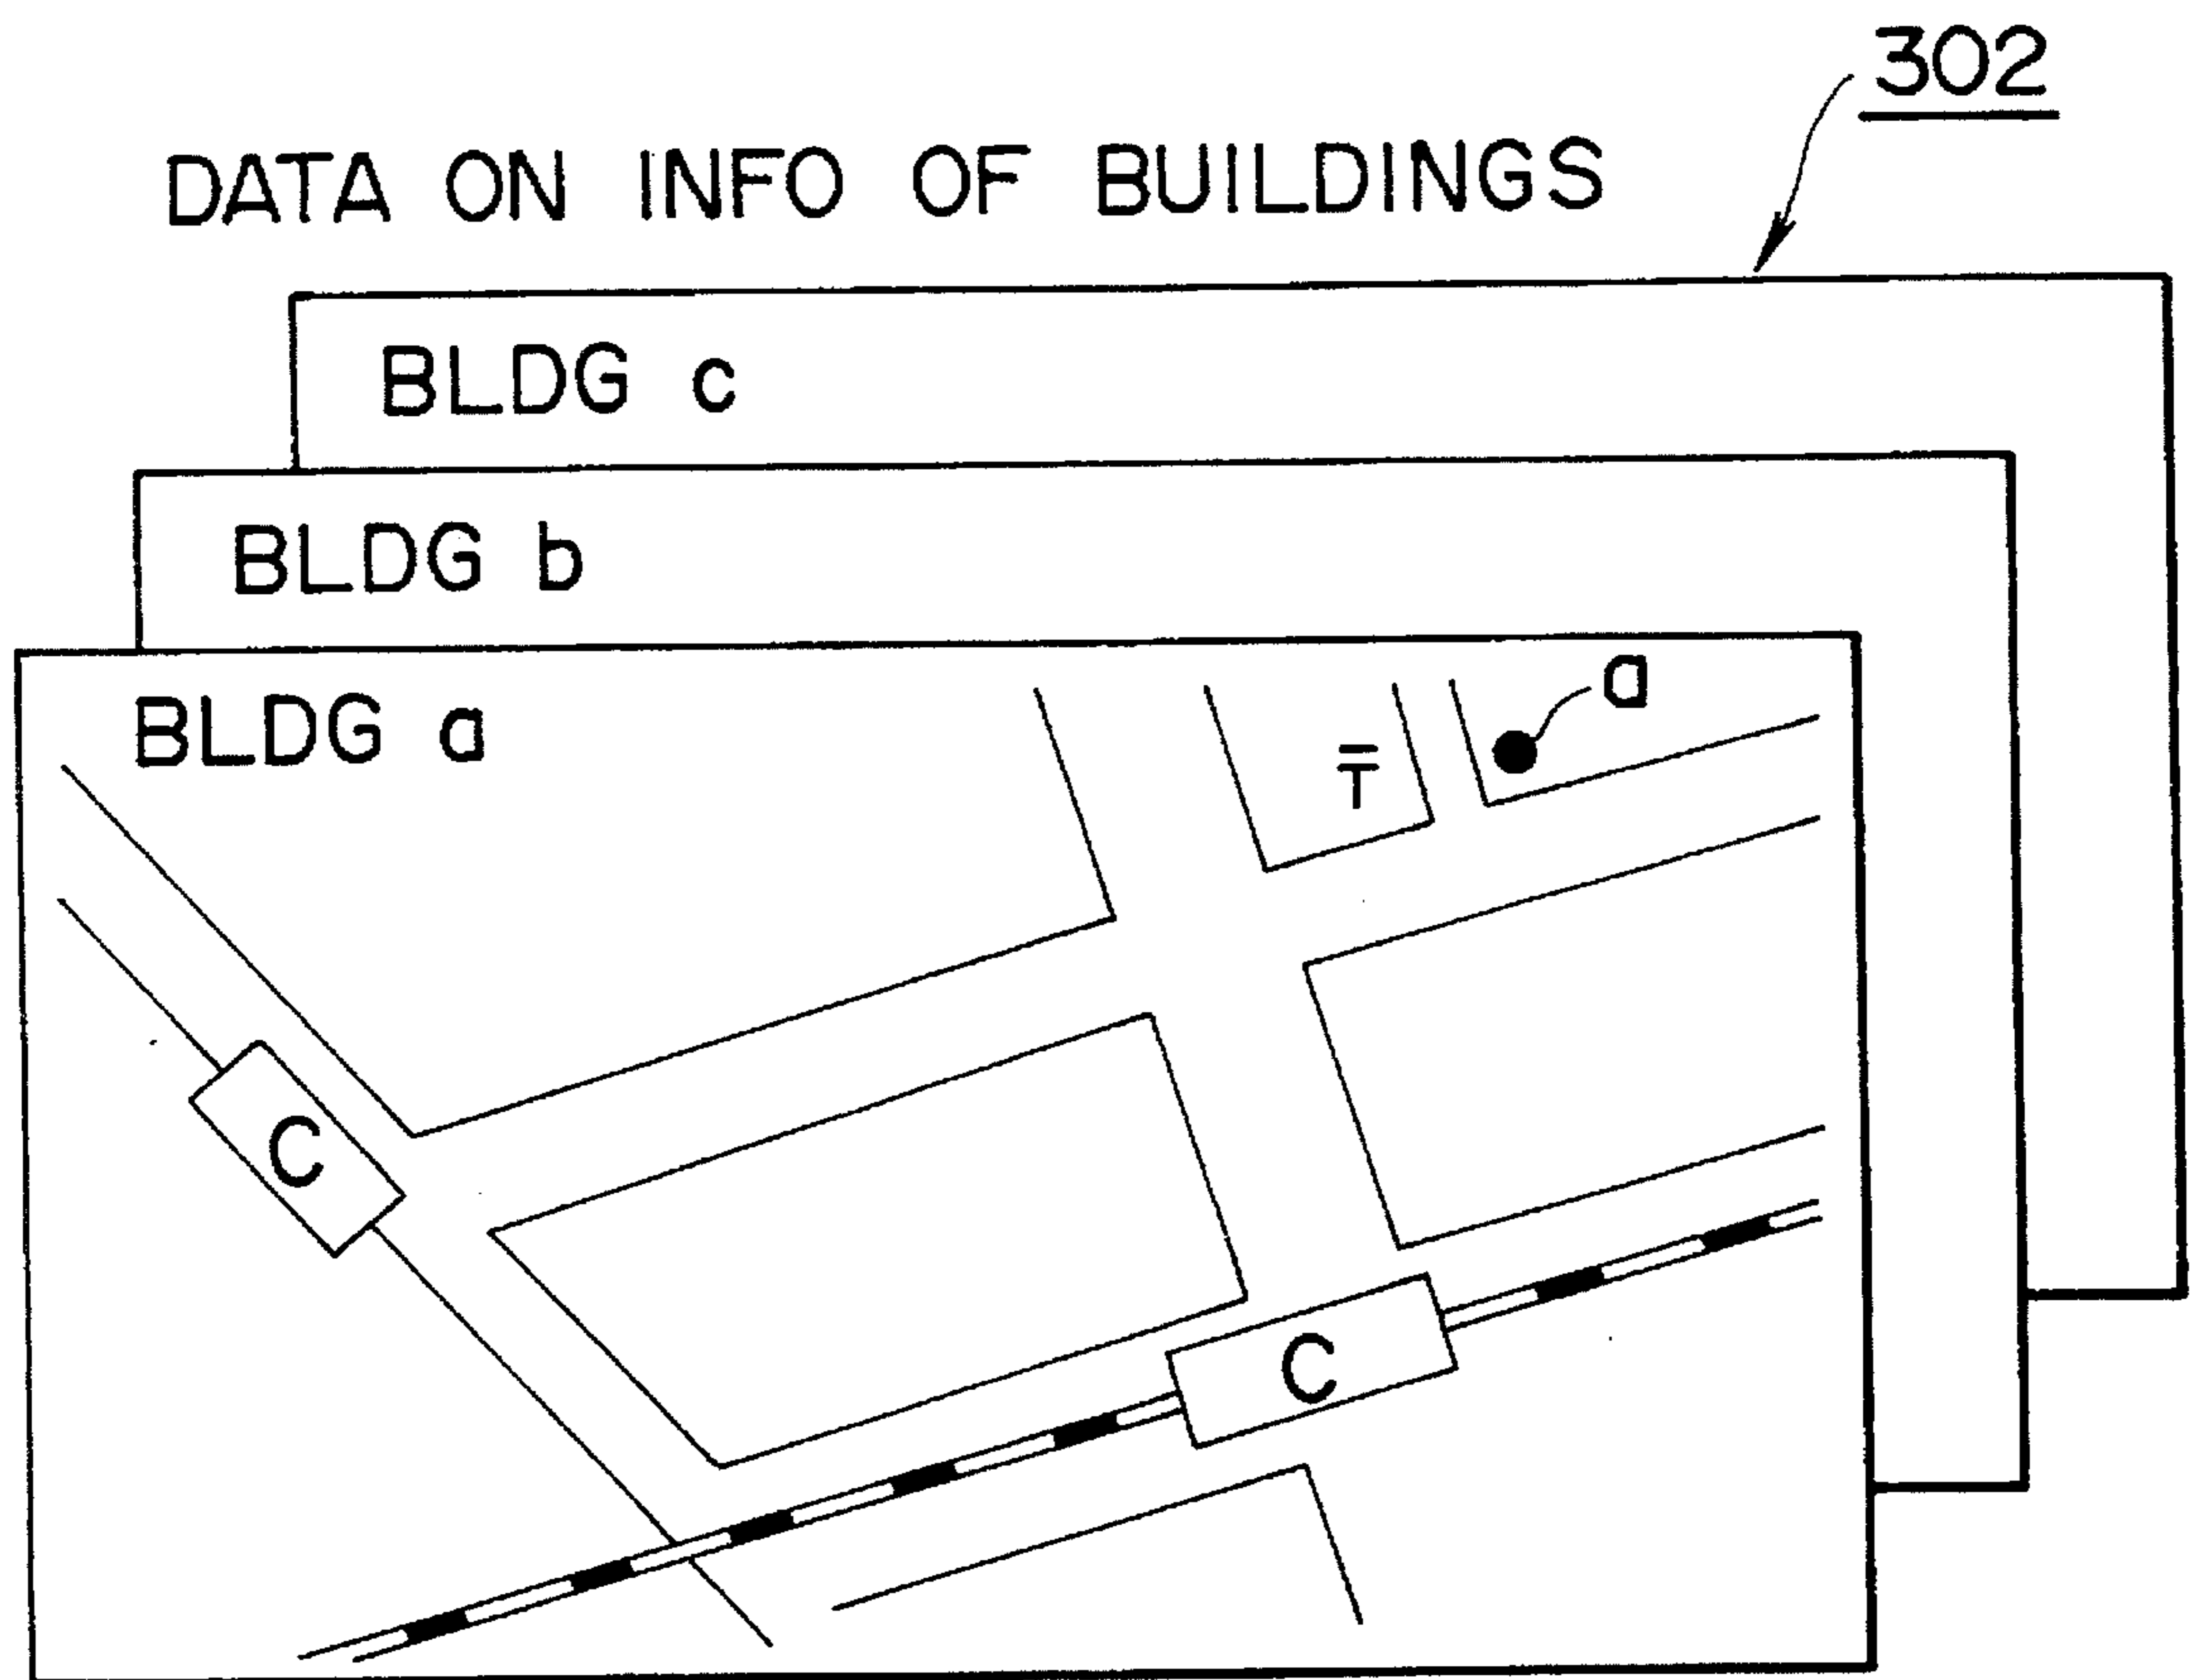 302
DATA ON INFO OF BUILDINGS
BLDG c
BLDG b
BLDG a
a
〒
C
C